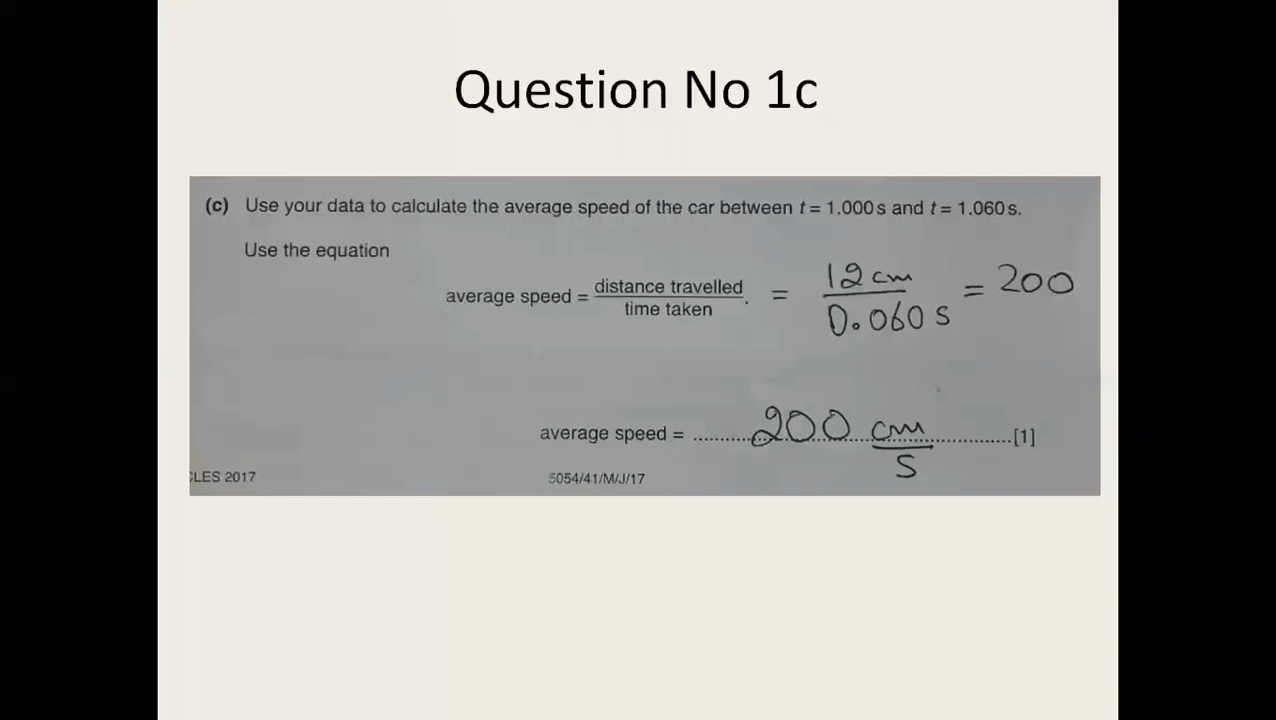 Question No 1c
(c) Use your data to calculate the average speed of the car between t = 1.000 s and t = 1.060 s.
Use the equation
average speed = distance travelled / time taken . = 12 cm / 0.060 s = 200
average speed = ..........200 cm/s..........[1]
CLES 2017 5054/41/M/J/17